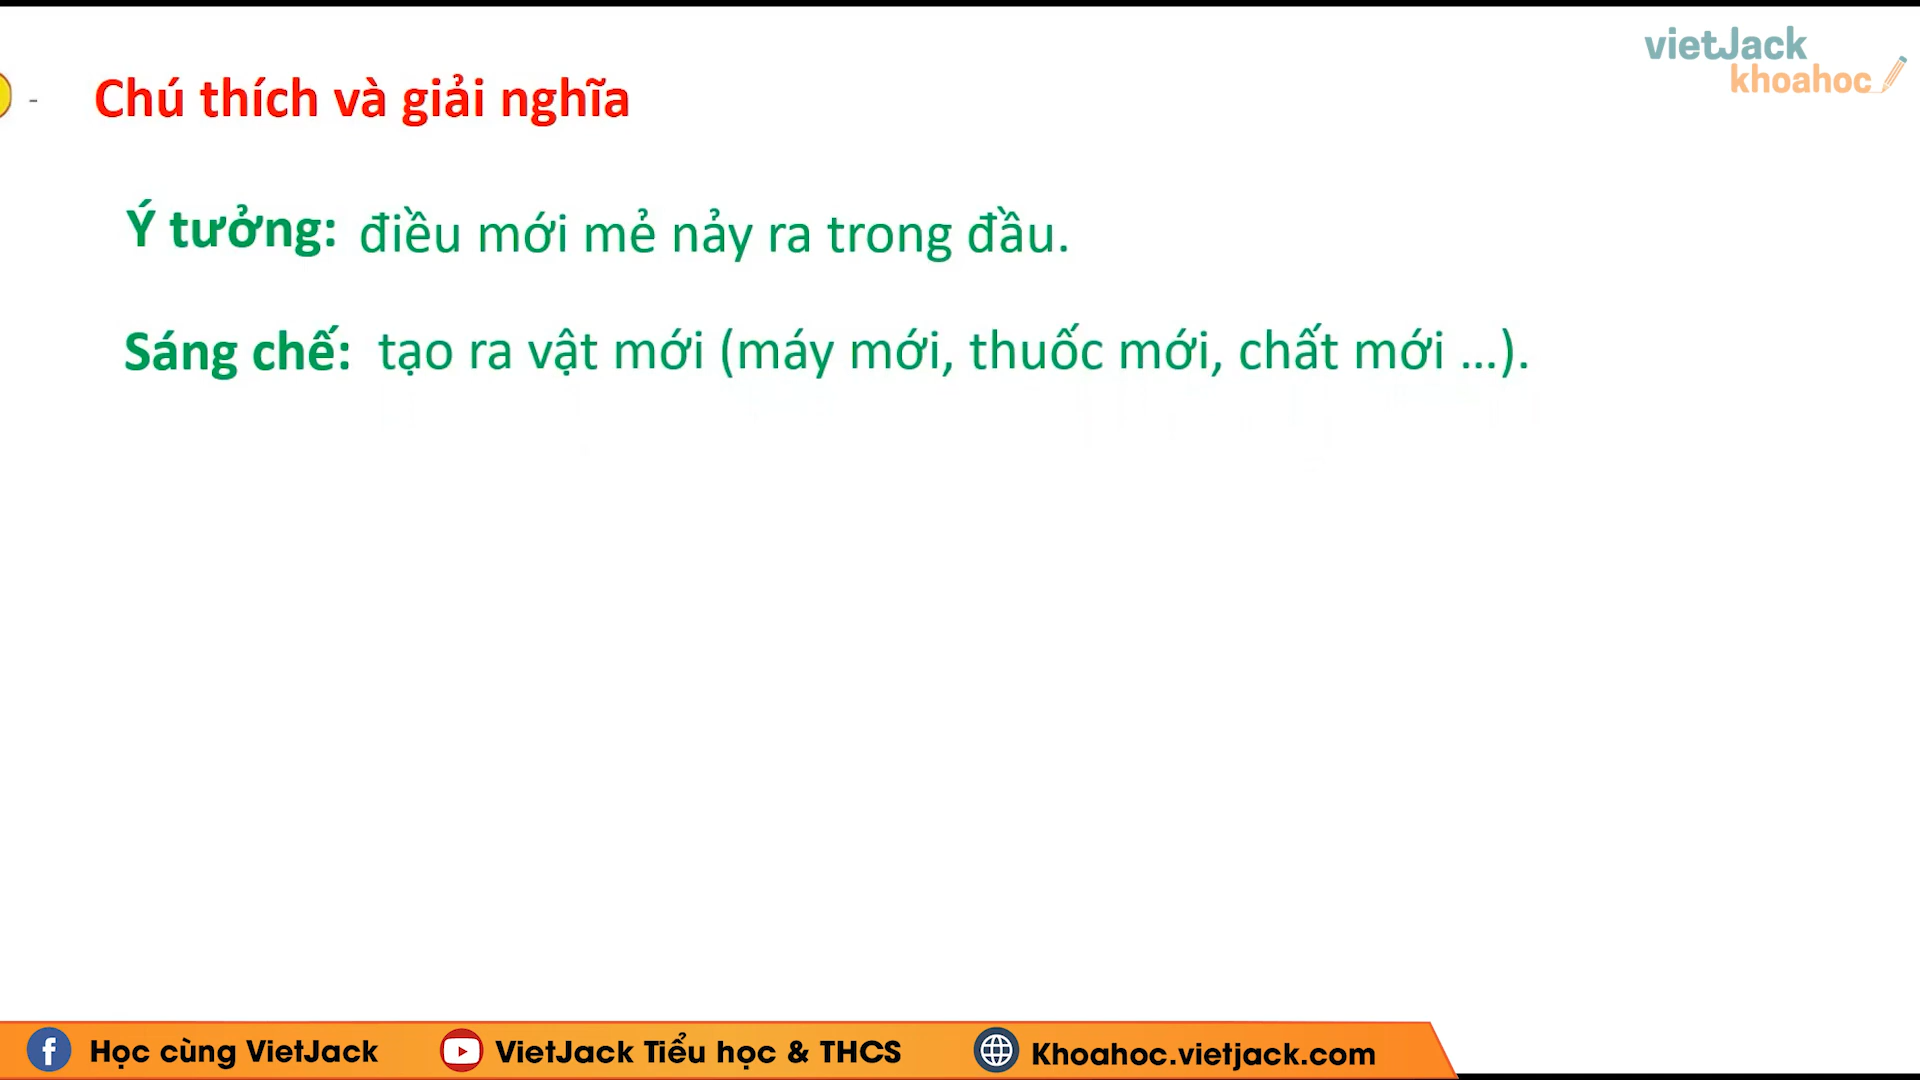 vietJack
khoahoc
- Chú thích và giải nghĩa
Ý tưởng: điều mới mẻ nảy ra trong đầu.
Sáng chế: tạo ra vật mới (máy mới, thuốc mới, chất mới ...).
Học cùng VietJack
VietJack Tiểu học & THCS
Khoahoc.vietjack.com